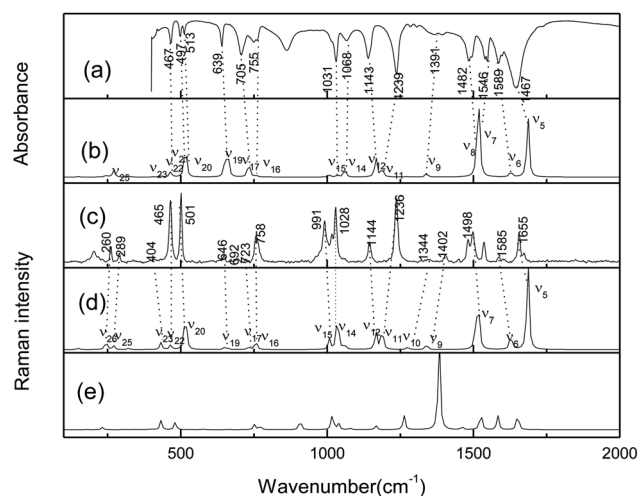 Absorbance
Raman intensity
(a)
467
497
513
639
705
755
1031
1068
1143
1239
1391
1482
1546
1589
1467
(b)
ν25
ν23
ν22
ν21
ν20
ν19
ν17
ν16
ν15
ν14
ν12
ν11
ν9
ν8
ν7
ν6
ν5
(c)
260
289
404
465
501
646
692
723
758
991
1028
1144
1236
1344
1402
1498
1585
1655
(d)
ν26
ν25
ν23
ν22
ν20
ν19
ν17
ν16
ν15
ν14
ν12
ν11
ν10
ν9
ν7
ν6
ν5
(e)
500 1000 1500 2000
Wavenumber(cm-1)